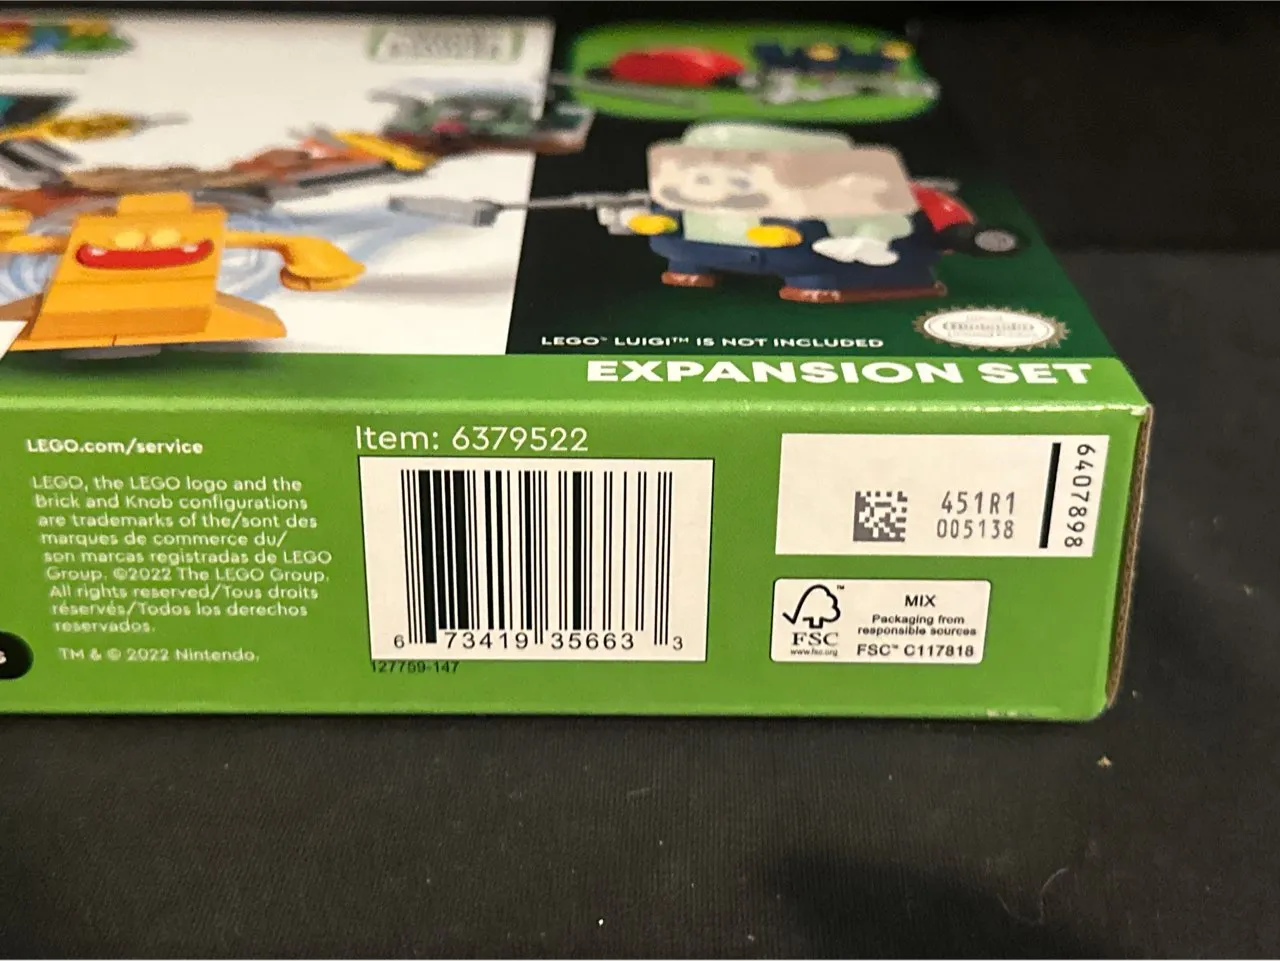 LEGO® LUIGI™ IS NOT INCLUDED
EXPANSION SET
LEGO.com/service
LEGO, the LEGO logo and the
Brick and Knob configurations
are trademarks of the/sont des
marques de commerce du/
son marcas registradas de LEGO
Group. ©2022 The LEGO Group.
All rights reserved/Tous droits
réservés/Todos los derechos
reservados.
TM & © 2022 Nintendo.
Item: 6379522
6 73419 35663 3
127759-147
451R1
005138
6407898
FSC
www.fsc.org
MIX
Packaging from
responsible sources
FSC™ C117818